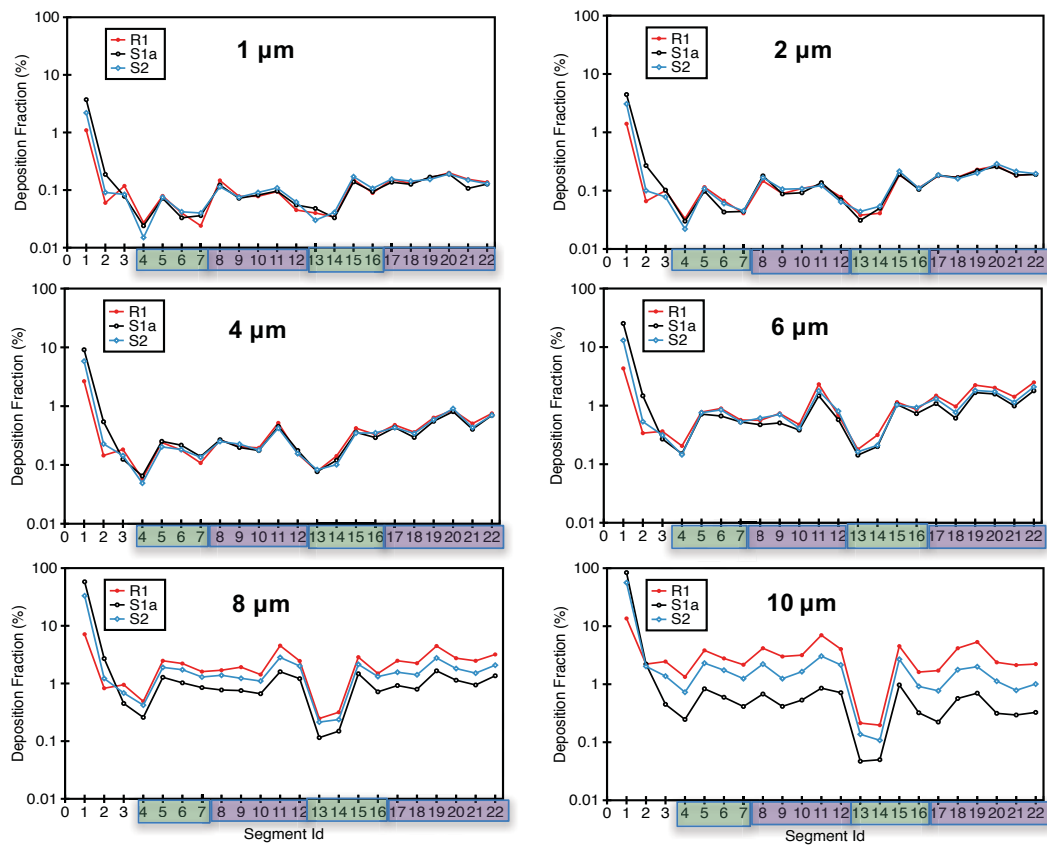 1 µm
R1
S1a
S2
Deposition Fraction (%)
100
10
1
0.1
0.01
0 1 2 3 4 5 6 7 8 9 10 11 12 13 14 15 16 17 18 19 20 21 22
2 µm
R1
S1a
S2
Deposition Fraction (%)
100
10
1
0.1
0.01
0 1 2 3 4 5 6 7 8 9 10 11 12 13 14 15 16 17 18 19 20 21 22
4 µm
R1
S1a
S2
Deposition Fraction (%)
100
10
1
0.1
0.01
0 1 2 3 4 5 6 7 8 9 10 11 12 13 14 15 16 17 18 19 20 21 22
6 µm
R1
S1a
S2
Deposition Fraction (%)
100
10
1
0.1
0.01
0 1 2 3 4 5 6 7 8 9 10 11 12 13 14 15 16 17 18 19 20 21 22
8 µm
R1
S1a
S2
Deposition Fraction (%)
100
10
1
0.1
0.01
0 1 2 3 4 5 6 7 8 9 10 11 12 13 14 15 16 17 18 19 20 21 22
Segment Id
10 µm
R1
S1a
S2
Deposition Fraction (%)
100
10
1
0.1
0.01
0 1 2 3 4 5 6 7 8 9 10 11 12 13 14 15 16 17 18 19 20 21 22
Segment Id